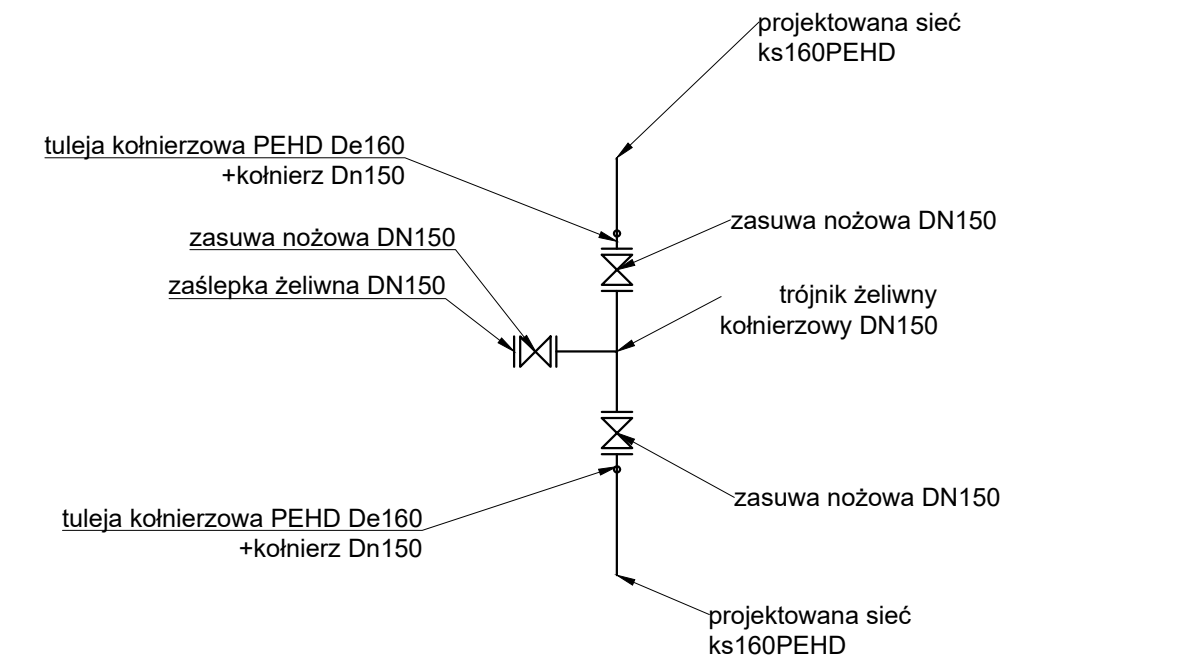 projektowana sieć
ks160PEHD
tuleja kołnierzowa PEHD De160
+kołnierz Dn150
zasuwa nożowa DN150
zasuwa nożowa DN150
zaślepka żeliwna DN150
trójnik żeliwny
kołnierzowy DN150
zasuwa nożowa DN150
tuleja kołnierzowa PEHD De160
+kołnierz Dn150
projektowana sieć
ks160PEHD